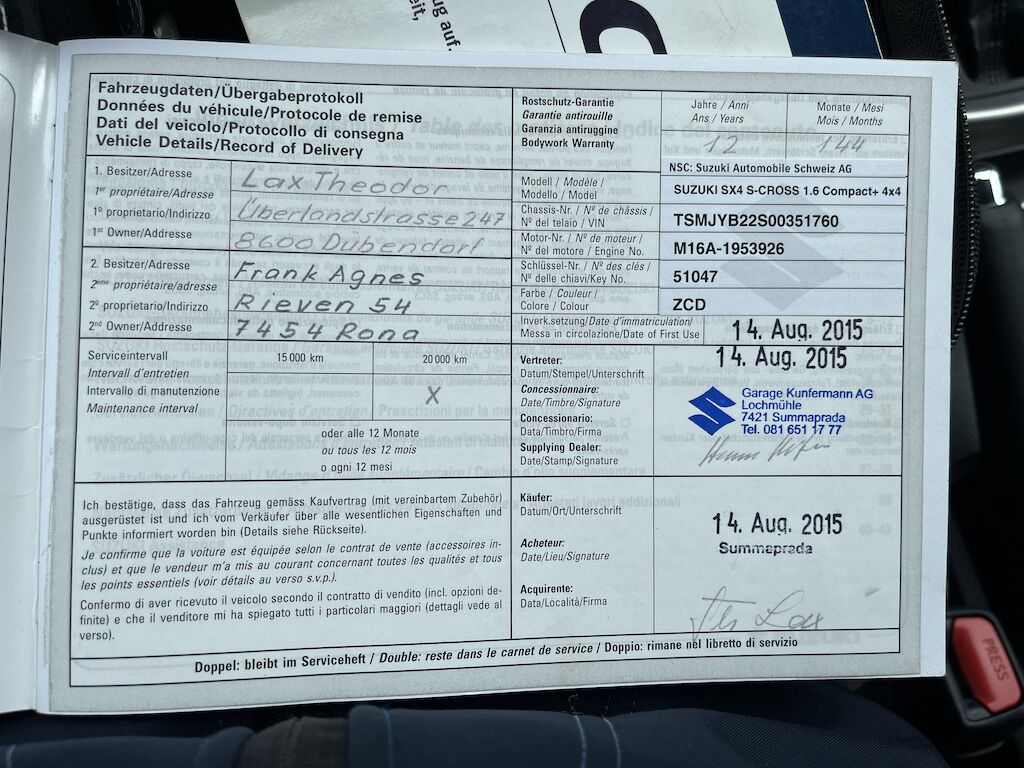 ug auf.
eit,
Fahrzeugdaten/Übergabeprotokoll
Données du véhicule/Protocole de remise
Dati del veicolo/Protocollo di consegna
Vehicle Details/Record of Delivery
Rostschutz-Garantie
Garantie antirouille
Garanzia antiruggine
Bodywork Warranty
Jahre / Anni
Ans / Years
12
Monate / Mesi
Mois / Months
144
NSC: Suzuki Automobile Schweiz AG
1. Besitzer/Adresse
1er propriétaire/Adresse
1º proprietario/Indirizzo
1st Owner/Address
Lax Theodor
Überlandstrasse 247
8600 Dübendorf
2. Besitzer/Adresse
2ème propriétaire/adresse
2º proprietario/Indirizzo
2nd Owner/Address
Frank Agnes
Rieven 54
7454 Rona
Modell / Modèle /
Modello / Model
SUZUKI SX4 S-CROSS 1.6 Compact+ 4x4
Chassis-Nr. / Nº de châssis /
Nº del telaio / VIN
TSMJYB22S00351760
Motor-Nr. / Nº de moteur /
Nº del motore / Engine No.
M16A-1953926
Schlüssel-Nr. / Nº des clés /
Nº delle chiavi/Key No.
51047
Farbe / Couleur /
Colore / Colour
ZCD
Inverk.setzung/Date d'immatriculation/
Messa in circolazione/Date of First Use
14. Aug. 2015
Serviceintervall
Intervall d'entretien
Intervallo di manutenzione
Maintenance interval
15 000 km
20 000 km
X
oder alle 12 Monate
ou tous les 12 mois
o ogni 12 mesi
Vertreter:
Datum/Stempel/Unterschrift
Concessionnaire:
Date/Timbre/Signature
Concessionario:
Data/Timbro/Firma
Supplying Dealer:
Date/Stamp/Signature
14. Aug. 2015
Garage Kunfermann AG
Lochmühle
7421 Summaprada
Tel. 081 651 17 77
Ich bestätige, dass das Fahrzeug gemäss Kaufvertrag (mit vereinbartem Zubehör)
ausgerüstet ist und ich vom Verkäufer über alle wesentlichen Eigenschaften und
Punkte informiert worden bin (Details siehe Rückseite).
Je confirme que la voiture est équipée selon le contrat de vente (accessoires in-
clus) et que le vendeur m'a mis au courant concernant toutes les qualités et tous
les points essentiels (voir détails au verso s.v.p.).
Confermo di aver ricevuto il veicolo secondo il contratto di vendito (incl. opzioni de-
finite) e che il venditore mi ha spiegato tutti i particolari maggiori (dettagli vede al
verso).
Käufer:
Datum/Ort/Unterschrift
Acheteur:
Date/Lieu/Signature
Acquirente:
Data/Località/Firma
14. Aug. 2015
Summaprada
Doppel: bleibt im Serviceheft / Double: reste dans le carnet de service / Doppio: rimane nel libretto di servizio
PRESS